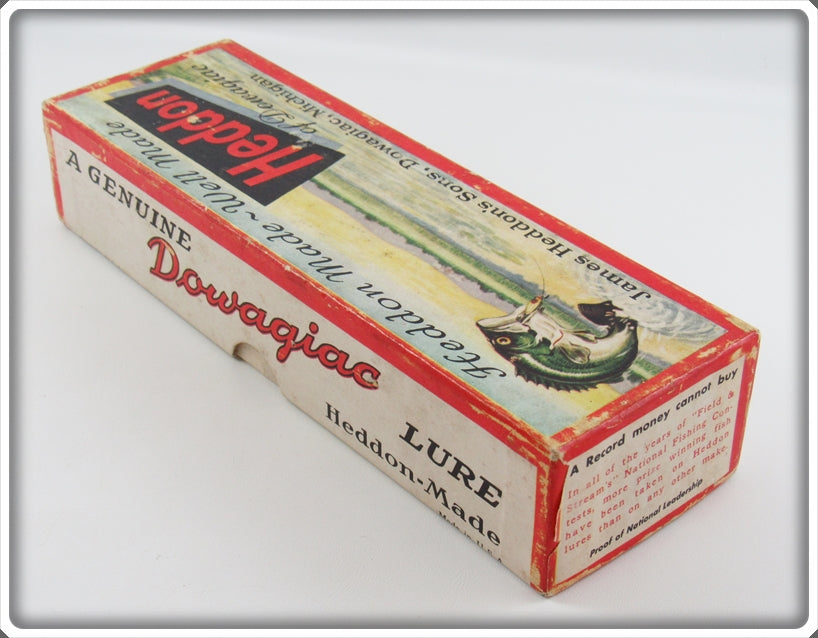 Heddon Made ~ Well Made
Heddon
of Dowagiac
James Heddon's Sons, Dowagiac, Michigan
A GENUINE
Dowagiac
LURE
Heddon-Made
Made in U.S.A.
A Record money cannot buy
In all of the years of "Field &
Stream's" National Fishing Con-
tests, more prize winning fish
have been taken on Heddon
lures than on any other make.
Proof of National Leadership